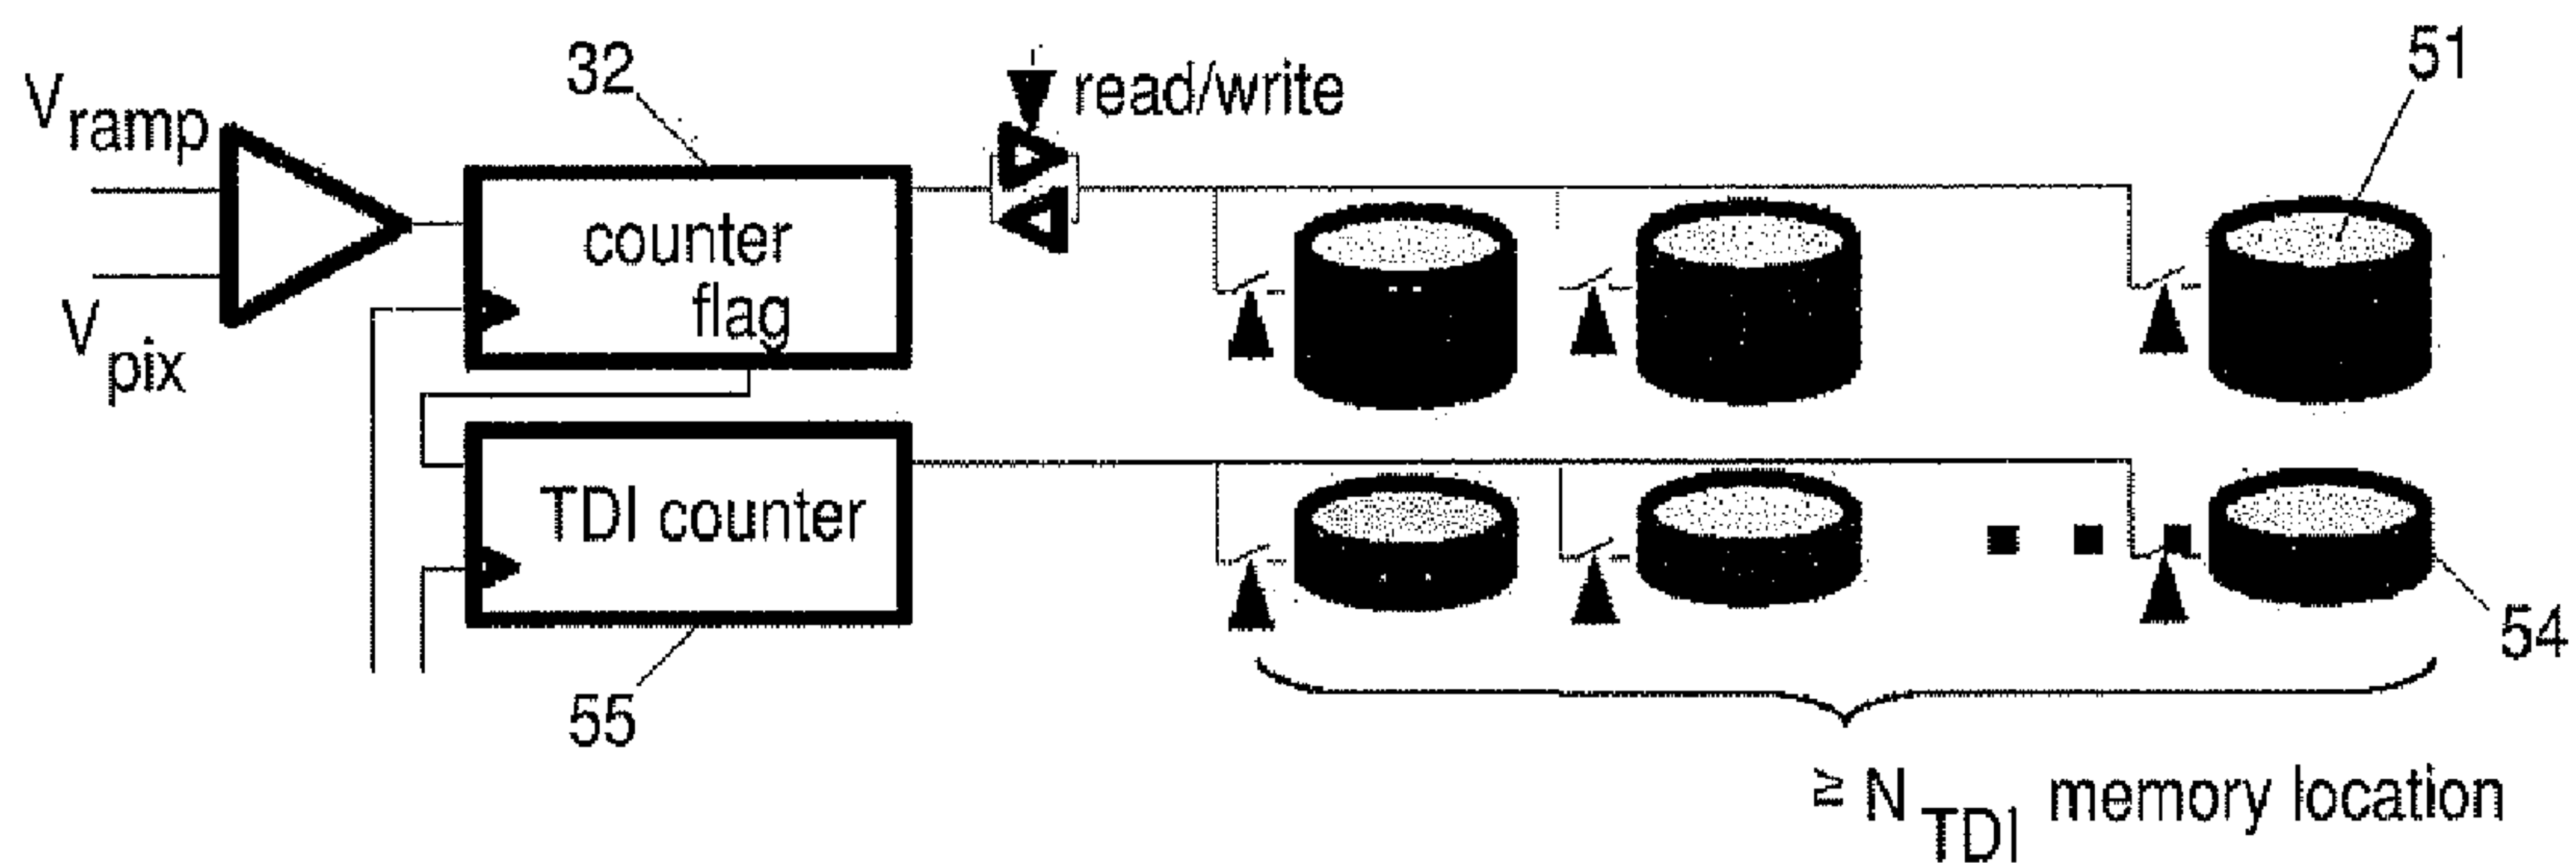 32
51
V ramp
read/write
counter
flag
V pix
TDI counter
54
55
≥ N TDI memory location